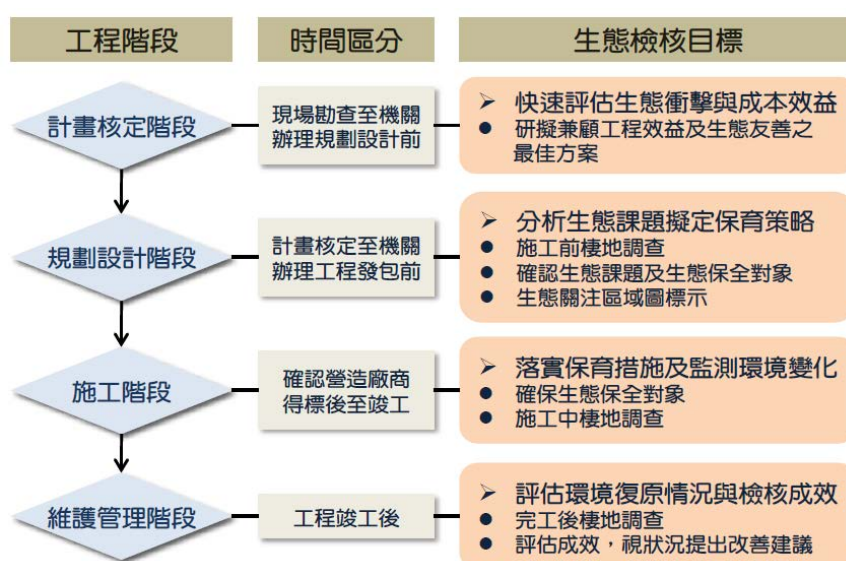 工程階段
時間區分
生態檢核目標
計畫核定階段
現場勘查至機關
辦理規劃設計前
➢ 快速評估生態衝擊與成本效益
● 研擬兼顧工程效益及生態友善之
最佳方案
規劃設計階段
計畫核定至機關
辦理工程發包前
➢ 分析生態課題擬定保育策略
● 施工前棲地調查
● 確認生態課題及生態保全對象
● 生態關注區域圖標示
施工階段
確認營造廠商
得標後至竣工
➢ 落實保育措施及監測環境變化
● 確保生態保全對象
● 施工中棲地調查
維護管理階段
工程竣工後
➢ 評估環境復原情況與檢核成效
● 完工後棲地調查
● 評估成效，視狀況提出改善建議